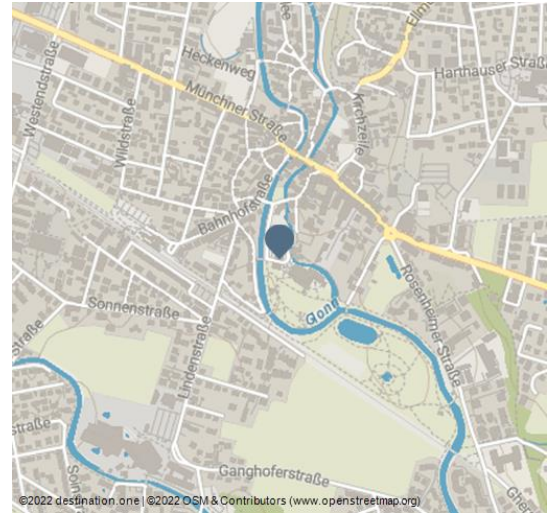 Heckenweg
Münchner Straße
Westendstraße
Wildstraße
Kirchzeile
Harthauser Straß
Bahnhofstraße
Sonnenstraße
Lindenstraße
Glonn
Rosenheimer Straße
Straße
straße
Ganghoferstraße
©2022 destination.one | ©2022 OSM & Contributors (www.openstreetmap.org)